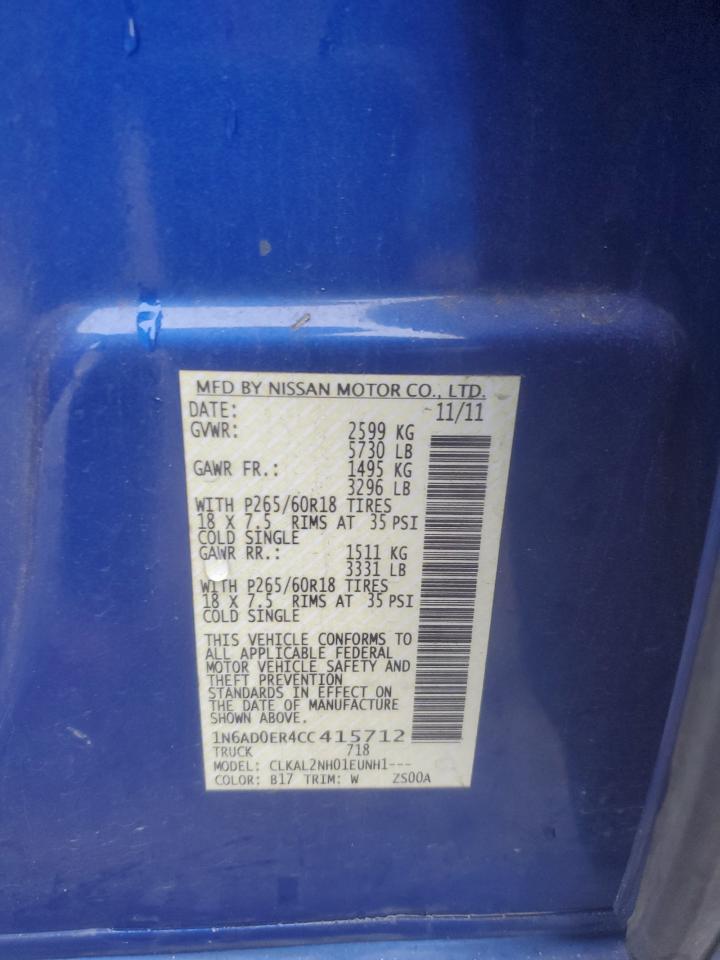 MFD BY NISSAN MOTOR CO., LTD.
DATE: 11/11
GVWR: 2599 KG
5730 LB
GAWR FR.: 1495 KG
3296 LB
WITH P265/60R18 TIRES
18 X 7.5 RIMS AT 35 PSI
COLD SINGLE
GAWR RR.: 1511 KG
3331 LB
WITH P265/60R18 TIRES
18 X 7.5 RIMS AT 35 PSI
COLD SINGLE
THIS VEHICLE CONFORMS TO
ALL APPLICABLE FEDERAL
MOTOR VEHICLE SAFETY AND
THEFT PREVENTION
STANDARDS IN EFFECT ON
THE DATE OF MANUFACTURE
SHOWN ABOVE.
1N6AD0ER4CC415712
TRUCK 718
MODEL: CLKAL2NH01EUNH1---
COLOR: B17 TRIM: W ZS00A